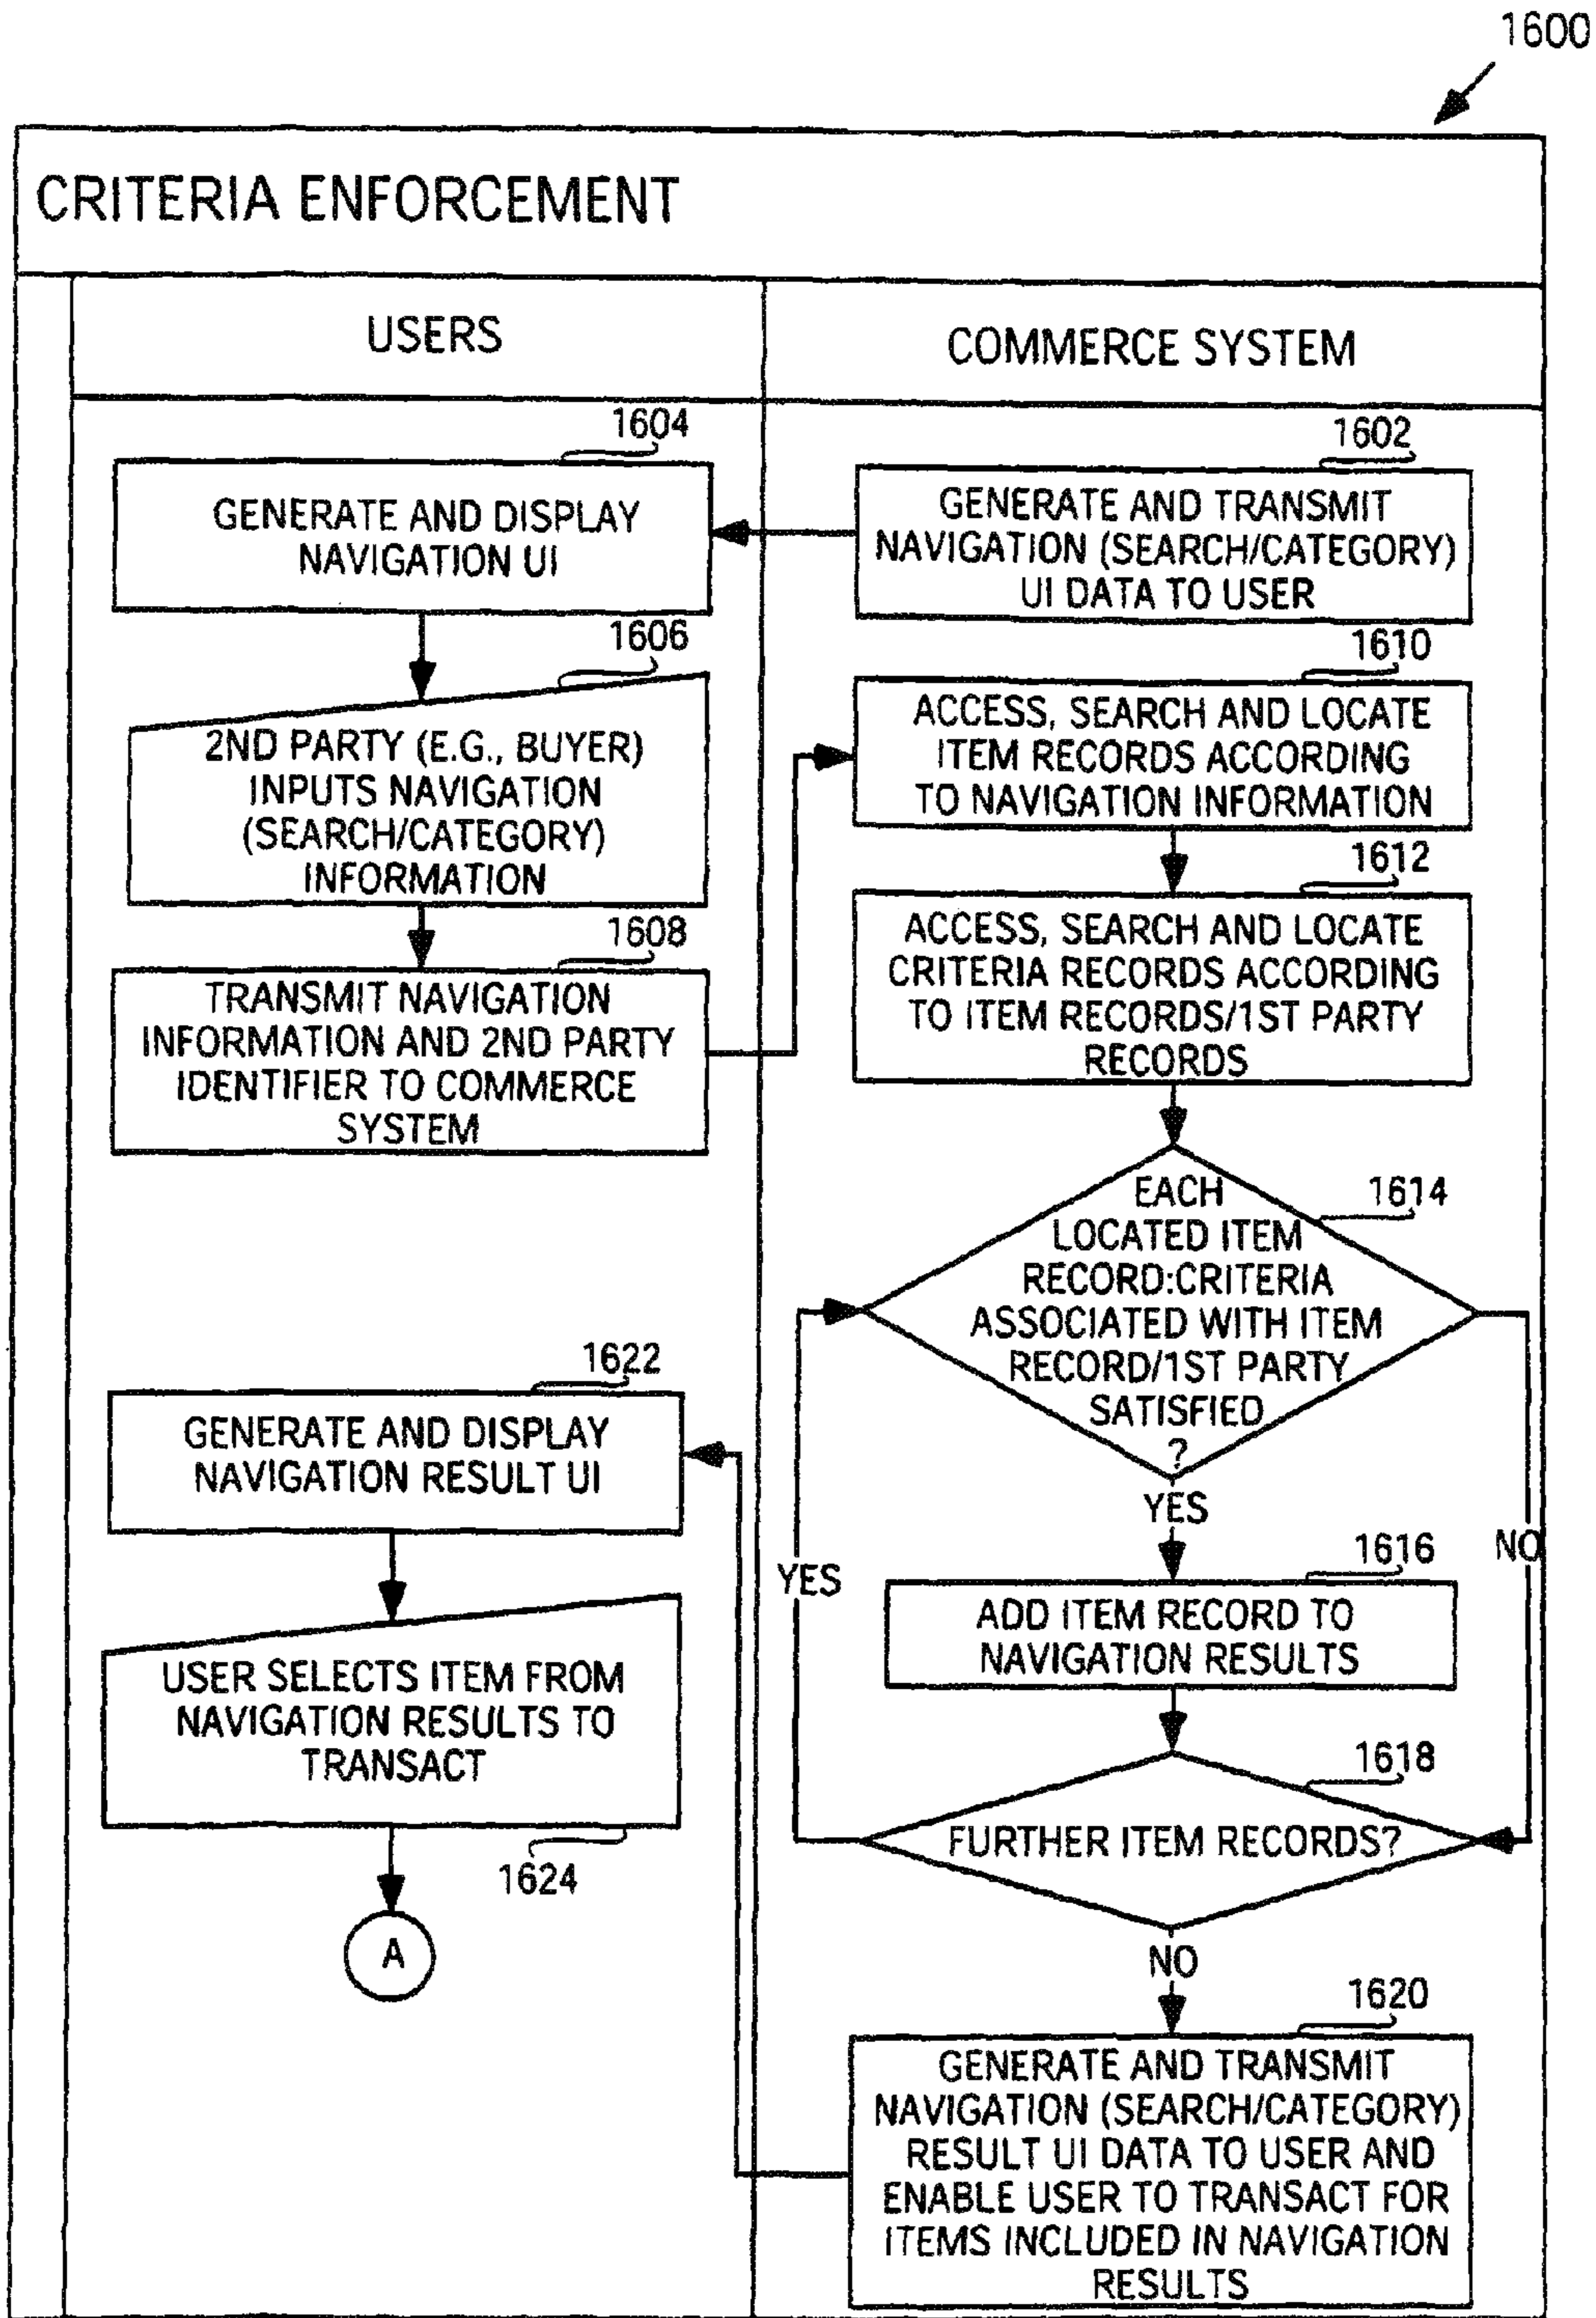 1600
CRITERIA ENFORCEMENT
USERS
COMMERCE SYSTEM
1604
GENERATE AND DISPLAY
NAVIGATION UI
1602
GENERATE AND TRANSMIT
NAVIGATION (SEARCH/CATEGORY)
UI DATA TO USER
1606
2ND PARTY (E.G., BUYER)
INPUTS NAVIGATION
(SEARCH/CATEGORY)
INFORMATION
1608
TRANSMIT NAVIGATION
INFORMATION AND 2ND PARTY
IDENTIFIER TO COMMERCE
SYSTEM
1610
ACCESS, SEARCH AND LOCATE
ITEM RECORDS ACCORDING
TO NAVIGATION INFORMATION
1612
ACCESS, SEARCH AND LOCATE
CRITERIA RECORDS ACCORDING
TO ITEM RECORDS/1ST PARTY
RECORDS
1614
EACH
LOCATED ITEM
RECORD:CRITERIA
ASSOCIATED WITH ITEM
RECORD/1ST PARTY
SATISFIED
?
YES
NO
YES
1616
ADD ITEM RECORD TO
NAVIGATION RESULTS
1618
FURTHER ITEM RECORDS?
NO
1620
GENERATE AND TRANSMIT
NAVIGATION (SEARCH/CATEGORY)
RESULT UI DATA TO USER AND
ENABLE USER TO TRANSACT FOR
ITEMS INCLUDED IN NAVIGATION
RESULTS
1622
GENERATE AND DISPLAY
NAVIGATION RESULT UI
USER SELECTS ITEM FROM
NAVIGATION RESULTS TO
TRANSACT
1624
A